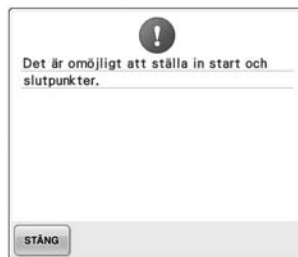 Det är omöjligt att ställa in start och
slutpunkter.
STÄNG